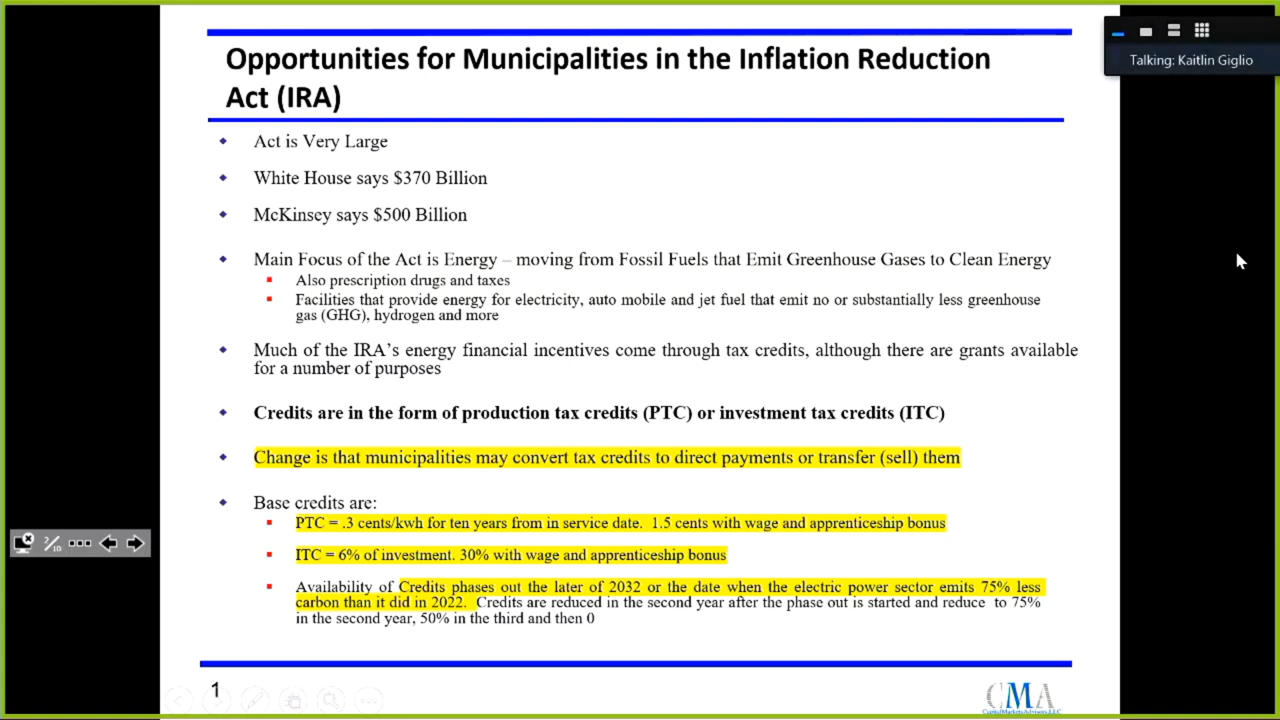 Opportunities for Municipalities in the Inflation Reduction
Act (IRA)
Talking: Kaitlin Giglio
Act is Very Large
White House says $370 Billion
McKinsey says $500 Billion
Main Focus of the Act is Energy – moving from Fossil Fuels that Emit Greenhouse Gases to Clean Energy
Also prescription drugs and taxes
Facilities that provide energy for electricity, auto mobile and jet fuel that emit no or substantially less greenhouse
gas (GHG), hydrogen and more
Much of the IRA's energy financial incentives come through tax credits, although there are grants available
for a number of purposes
Credits are in the form of production tax credits (PTC) or investment tax credits (ITC)
Change is that municipalities may convert tax credits to direct payments or transfer (sell) them
Base credits are:
PTC = .3 cents/kwh for ten years from in service date. 1.5 cents with wage and apprenticeship bonus
ITC = 6% of investment. 30% with wage and apprenticeship bonus
Availability of Credits phases out the later of 2032 or the date when the electric power sector emits 75% less
carbon than it did in 2022. Credits are reduced in the second year after the phase out is started and reduce to 75%
in the second year, 50% in the third and then 0
2/10
1
CMA
Capital Markets Advisors, LLC